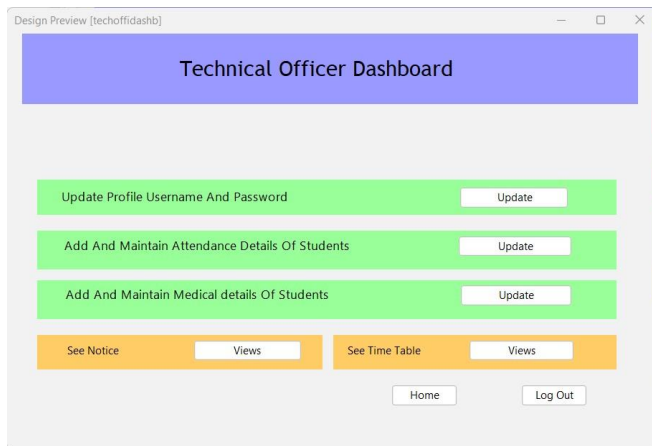 Design Preview [techoffidashb]
Technical Officer Dashboard
Update Profile Username And Password Update
Add And Maintain Attendance Details Of Students Update
Add And Maintain Medical details Of Students Update
See Notice Views See Time Table Views
Home Log Out